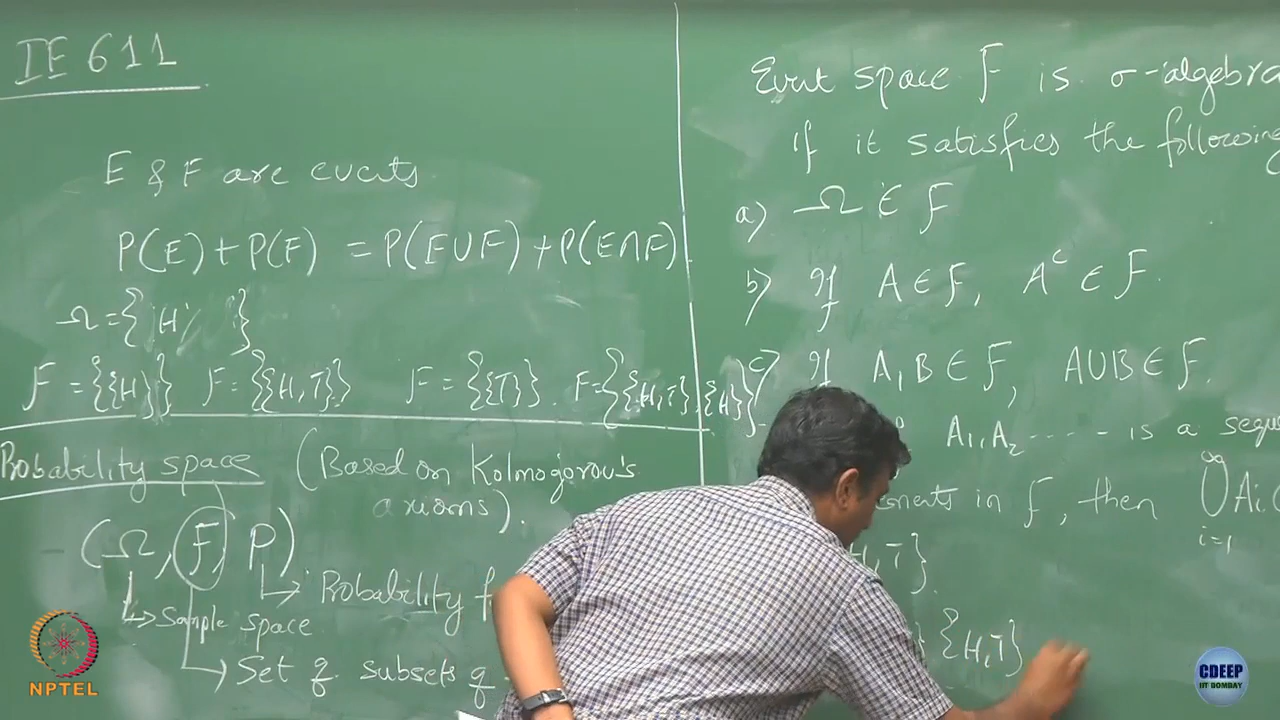 IE 611
E & F are events
P(E) + P(F) = P(E∪F) + P(E∩F)
Ω = {H, }
F = {{H}} F = {{H,T}} F = {{T}}. F = {{H,T},{H}}
Probability space (Based on Kolmogorov's
axioms).
(Ω, F, P)
Probability
Sample space
Set of subsets of
Event space F is σ-algebra
If it satisfies the following
a) Ω ∈ F
b) If A ∈ F, Aᶜ ∈ F.
c) If A, B ∈ F, A∪B ∈ F.
A₁, A₂ ------ is a
in F, then ∞ ∪ Ai i=1
H, T}.
{H,T}
NPTEL
CDEEP
IIT BOMBAY